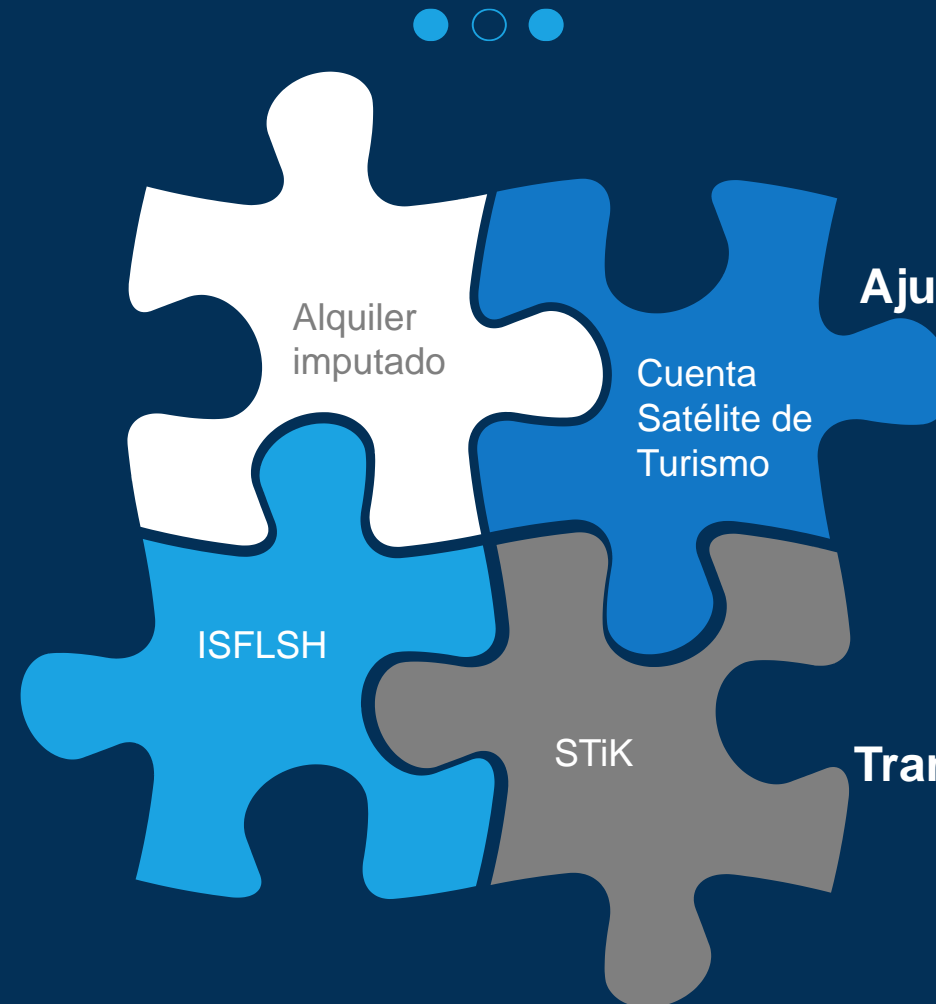 Alquiler
imputado
Cuenta
Satélite de
Turismo
ISFLSH
STiK